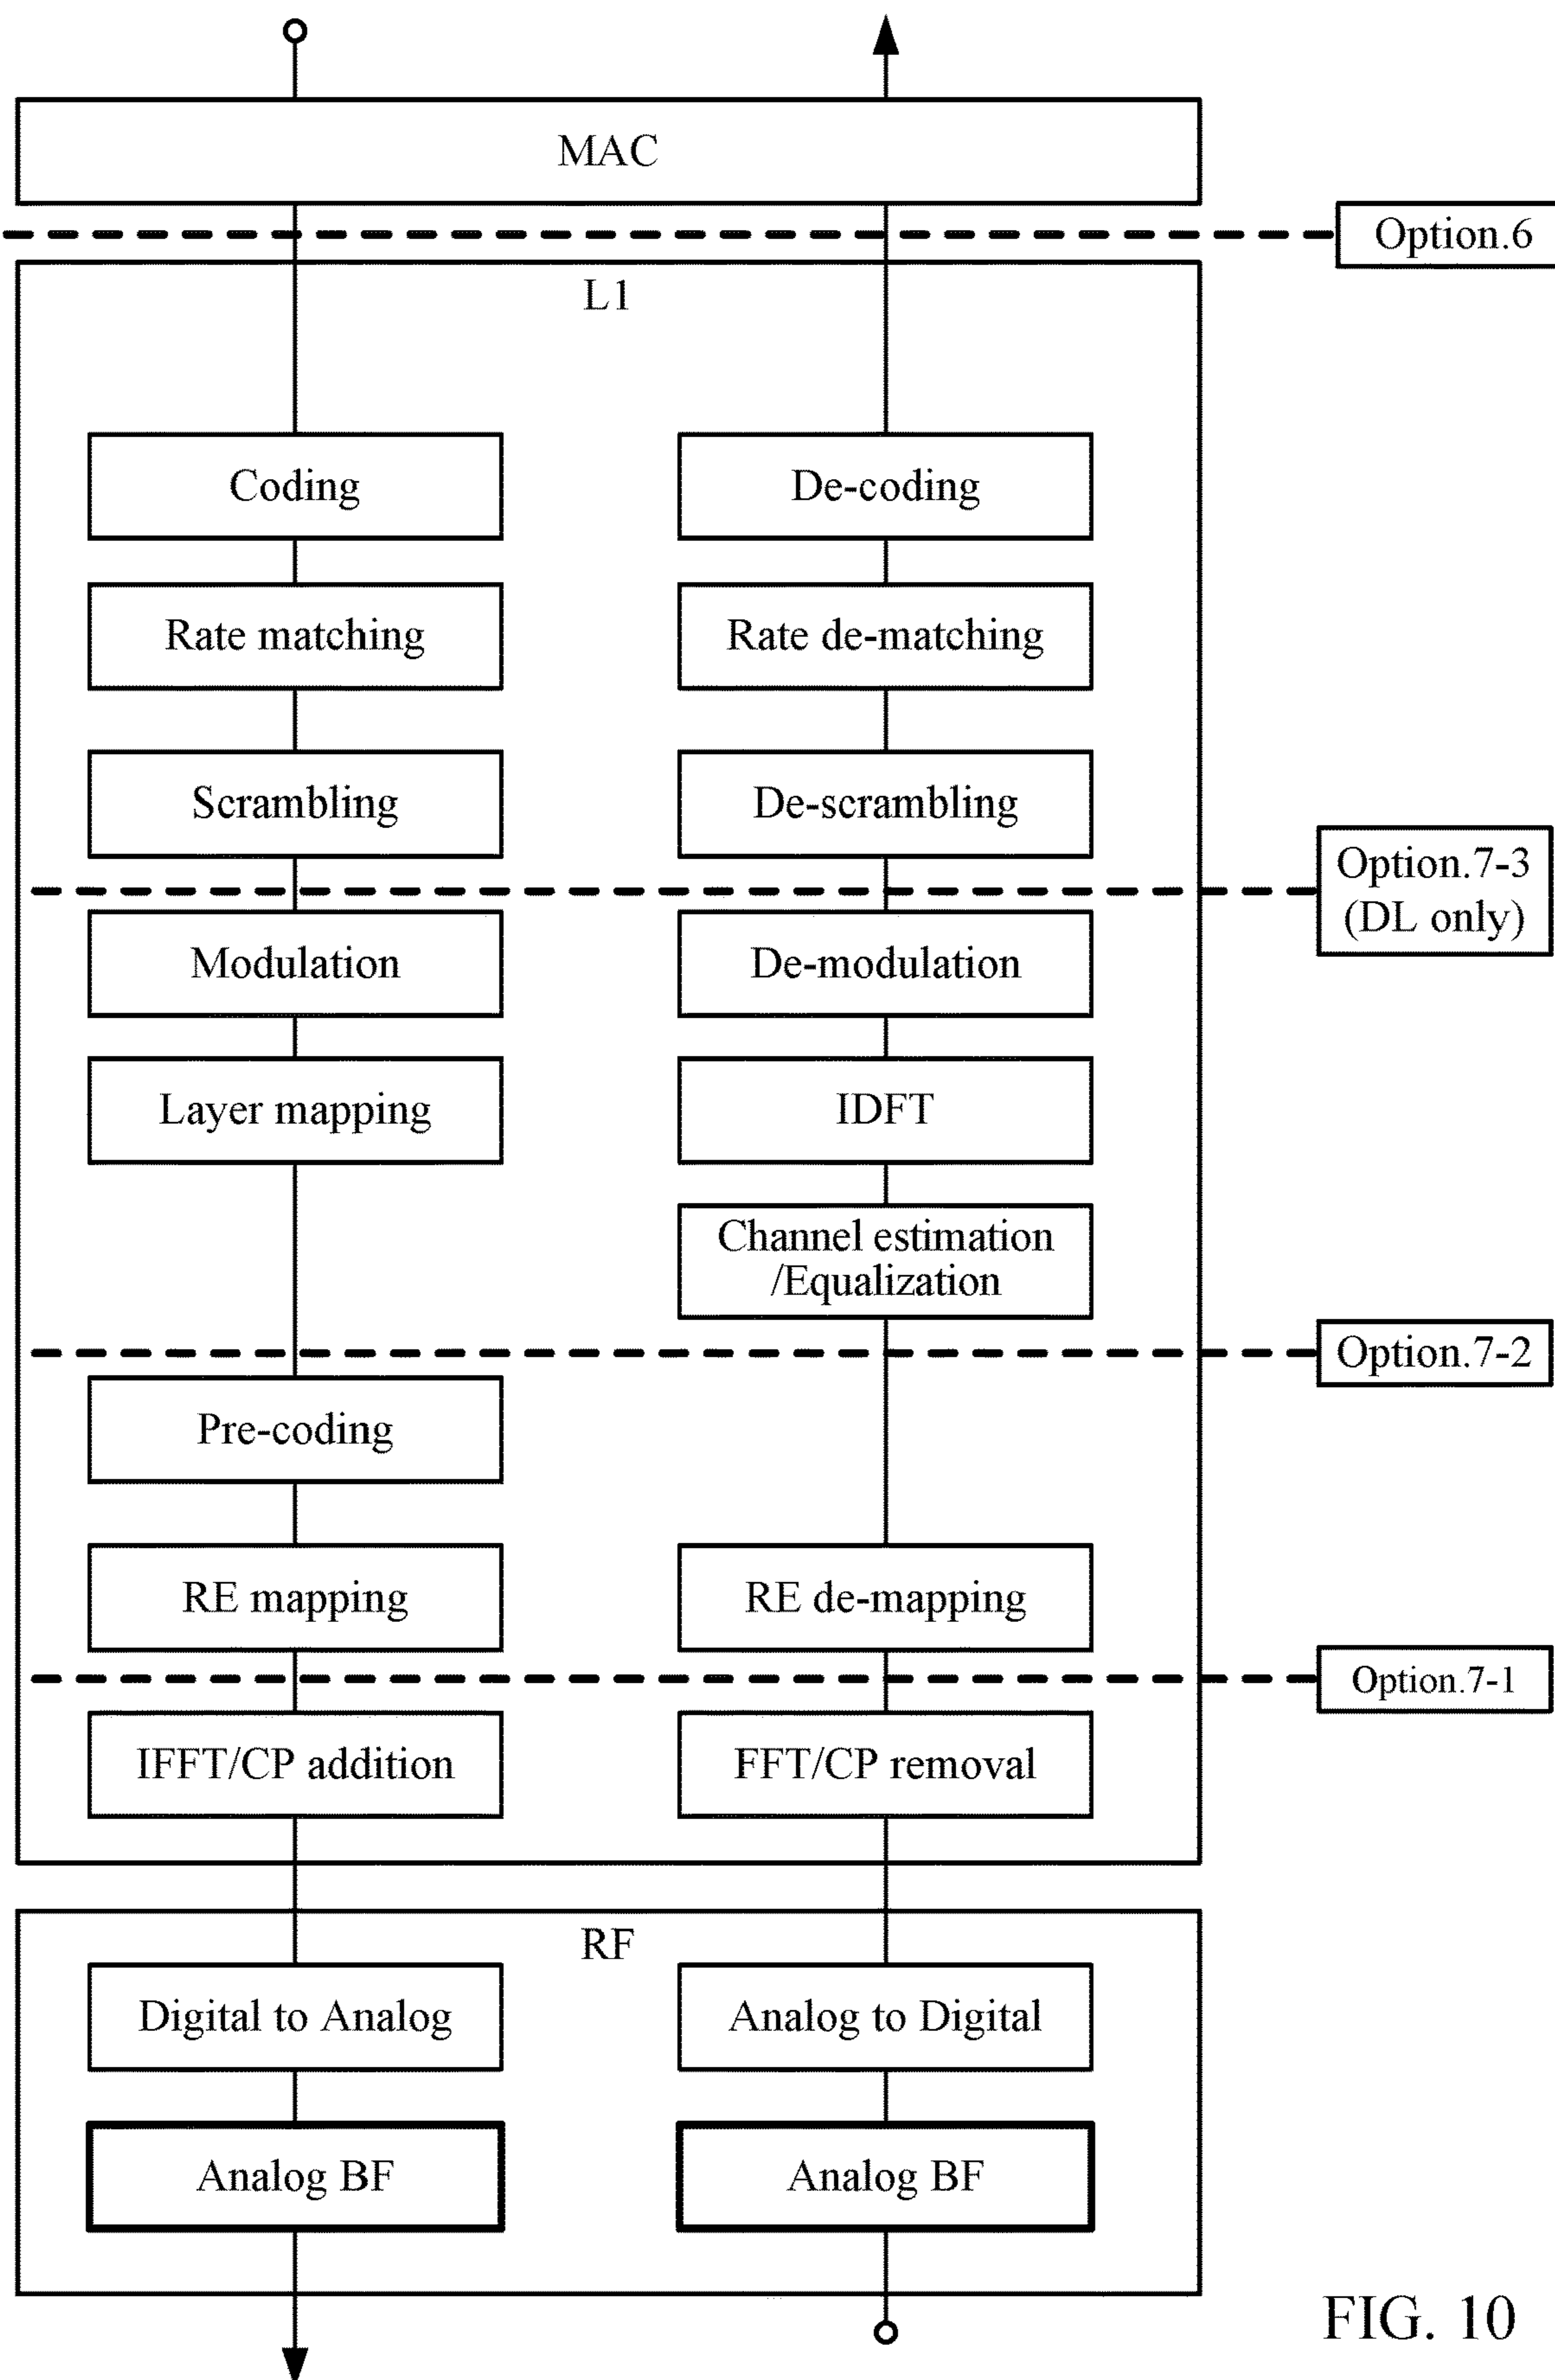 MAC
Option.6
L1
Coding
De-coding
Rate matching
Rate de-matching
Scrambling
De-scrambling
Option.7-3
(DL only)
Modulation
De-modulation
Layer mapping
IDFT
Channel estimation
/Equalization
Option.7-2
Pre-coding
RE mapping
RE de-mapping
Option.7-1
IFFT/CP addition
FFT/CP removal
RF
Digital to Analog
Analog to Digital
Analog BF
Analog BF
FIG. 10